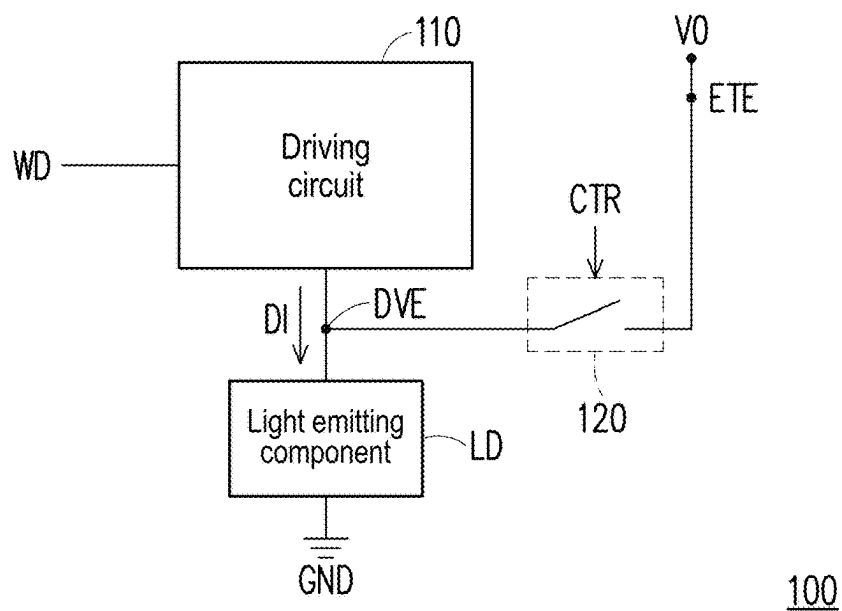 110
V0
ETE
WD
Driving
circuit
CTR
DI
DVE
120
Light emitting
component
LD
GND
100